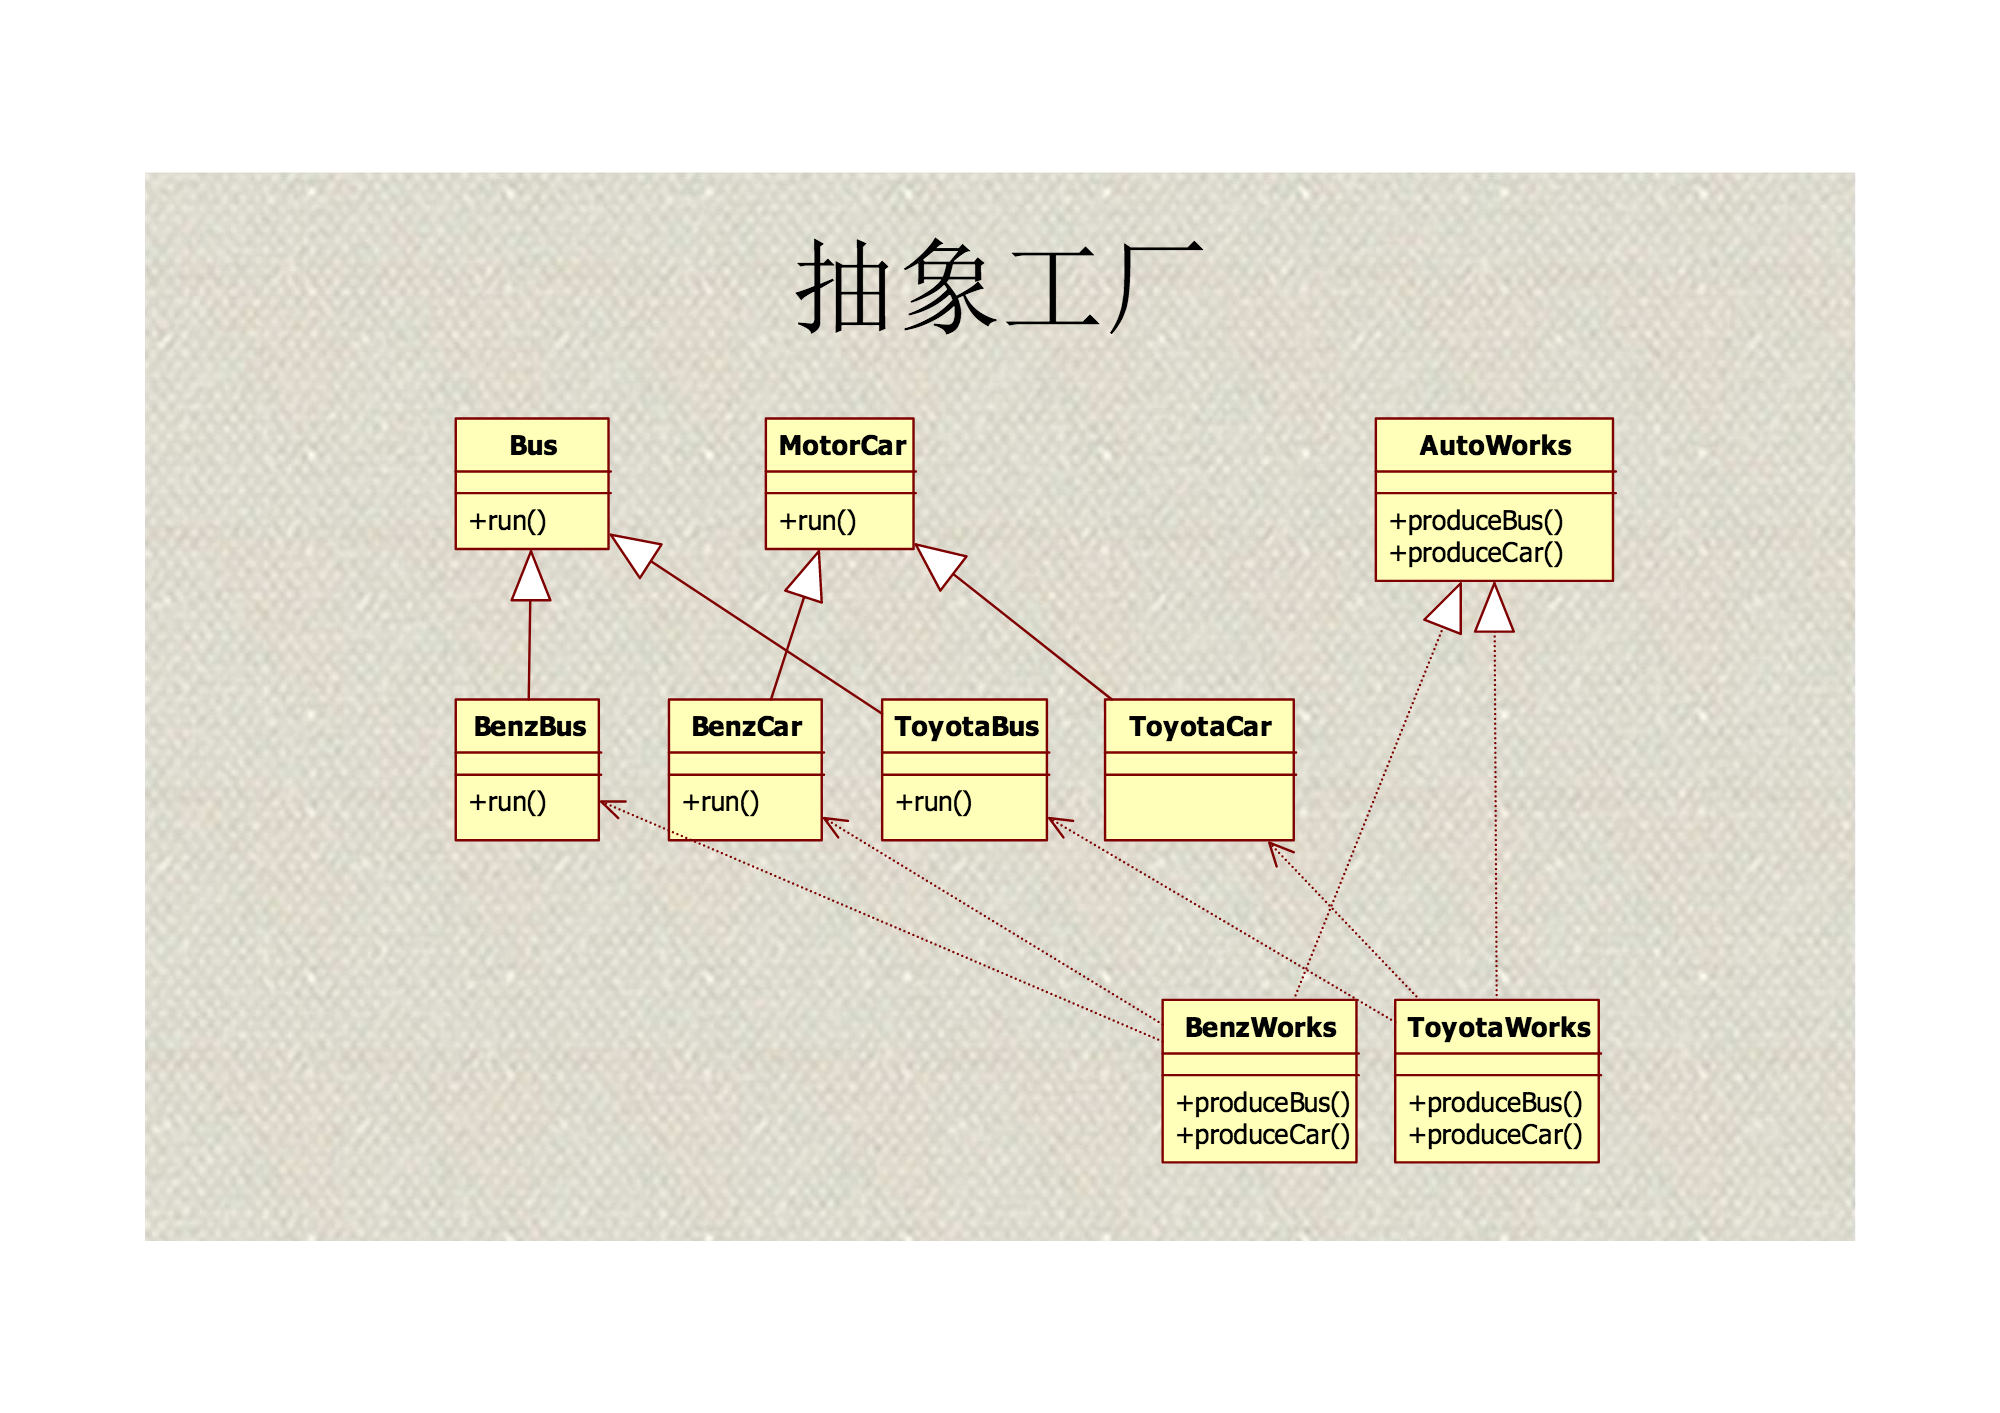 抽象工厂
Bus
+run()
MotorCar
+run()
AutoWorks
+produceBus()
+produceCar()
BenzBus
+run()
BenzCar
+run()
ToyotaBus
+run()
ToyotaCar
BenzWorks
+produceBus()
+produceCar()
ToyotaWorks
+produceBus()
+produceCar()